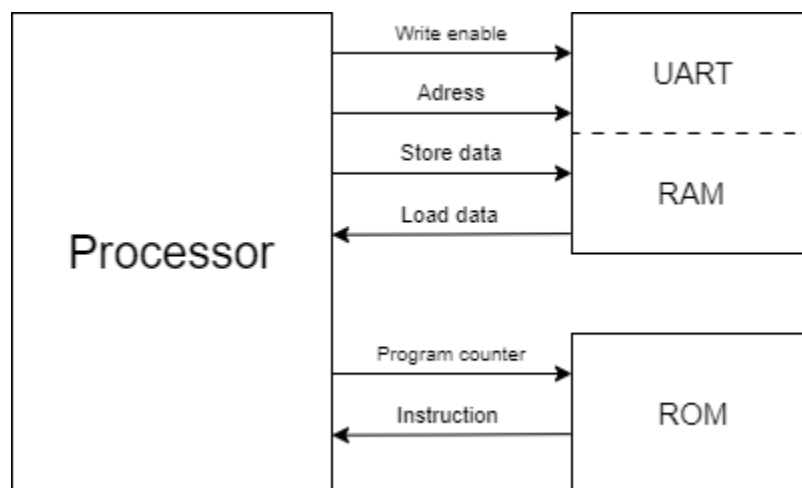 Write enable
UART
Adress
Store data
RAM
Load data
Processor
Program counter
Instruction
ROM